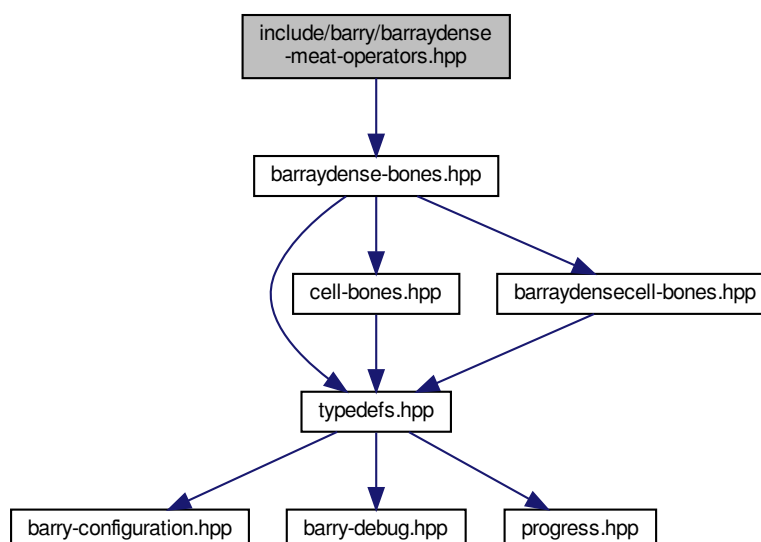 include/barry/barraydense
-meat-operators.hpp
barraydense-bones.hpp
cell-bones.hpp
barraydensecell-bones.hpp
typedefs.hpp
barry-configuration.hpp
barry-debug.hpp
progress.hpp